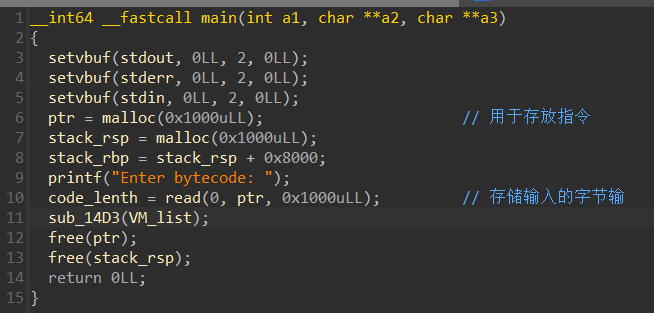 1 __int64 __fastcall main(int a1, char **a2, char **a3)
2 {
3 setvbuf(stdout, 0LL, 2, 0LL);
4 setvbuf(stderr, 0LL, 2, 0LL);
5 setvbuf(stdin, 0LL, 2, 0LL);
6 ptr = malloc(0x1000uLL); // 用于存放指令
7 stack_rsp = malloc(0x1000uLL);
8 stack_rbp = stack_rsp + 0x8000;
9 printf("Enter bytecode: ");
10 code_lenth = read(0, ptr, 0x1000uLL); // 存储输入的字节输
11 sub_14D3(VM_list);
12 free(ptr);
13 free(stack_rsp);
14 return 0LL;
15 }